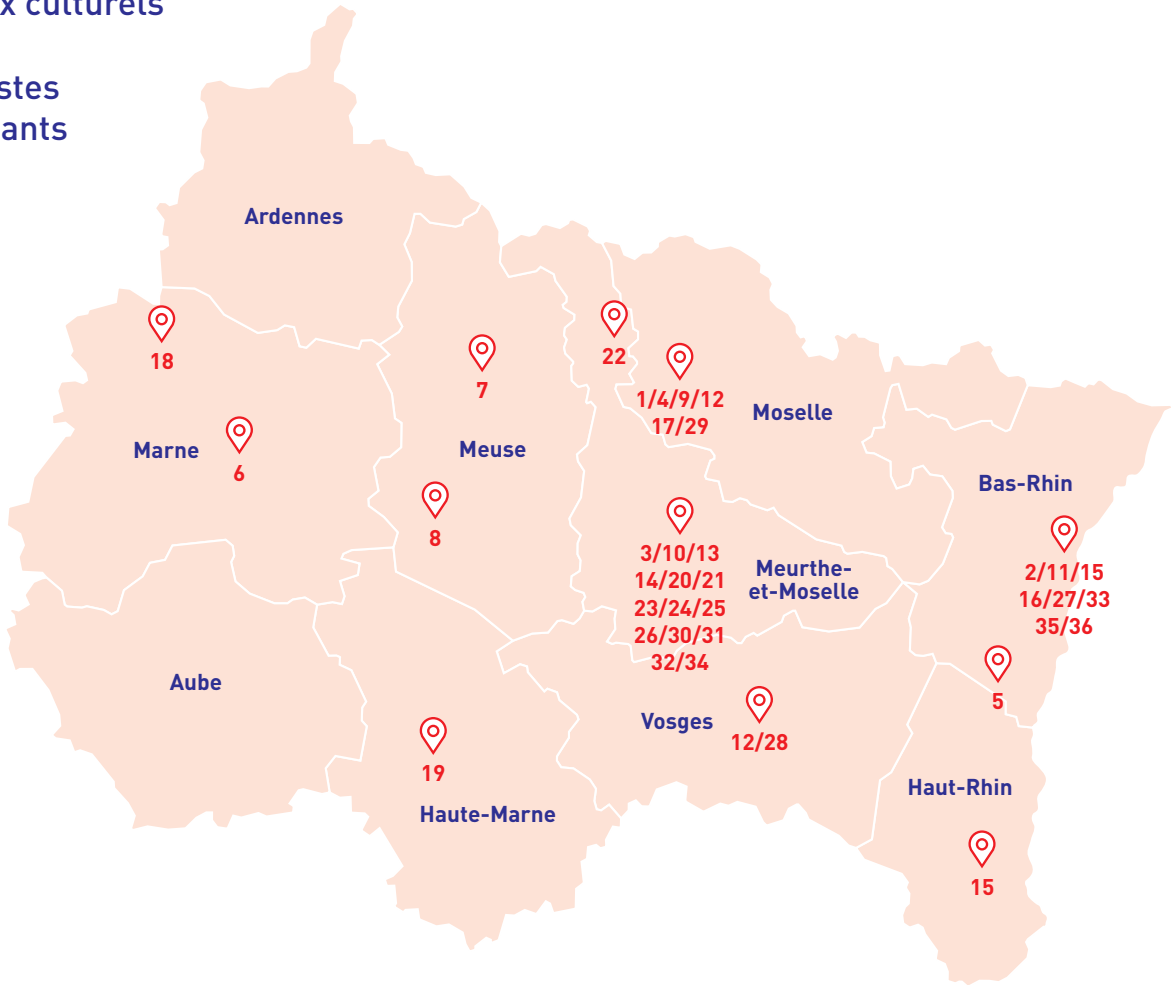 x culturels
stes
ants
Ardennes
18
22
7
1/4/9/12
17/29
Moselle
Marne
6
Meuse
Bas-Rhin
8
3/10/13
14/20/21
23/24/25
26/30/31
32/34
Meurthe-
et-Moselle
2/11/15
16/27/33
35/36
5
Aube
Vosges
12/28
19
Haute-Marne
Haut-Rhin
15